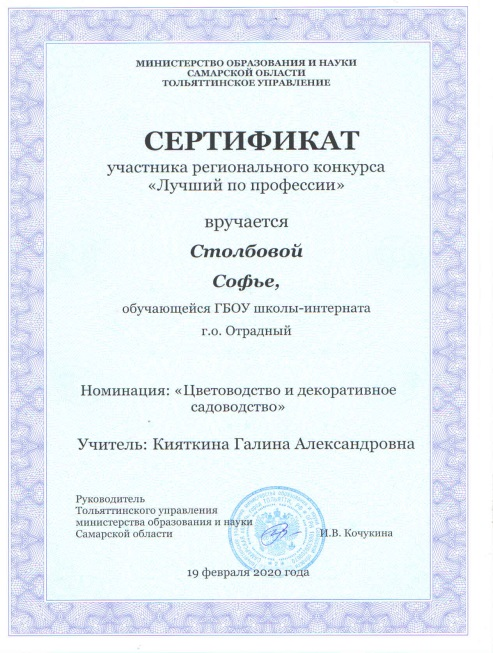 МИНИСТЕРСТВО ОБРАЗОВАНИЯ И НАУКИ
САМАРСКОЙ ОБЛАСТИ
ТОЛЬЯТТИНСКОЕ УПРАВЛЕНИЕ
СЕРТИФИКАТ
участника регионального конкурса
«Лучший по профессии»
вручается
Столбовой
Софье,
обучающейся ГБОУ школы-интерната
г.о. Отрадный
Номинация: «Цветоводство и декоративное
садоводство»
Учитель: Кияткина Галина Александровна
Руководитель
Тольяттинского управления
министерства образования и науки
Самарской области
И.В. Кочукина
19 февраля 2020 года